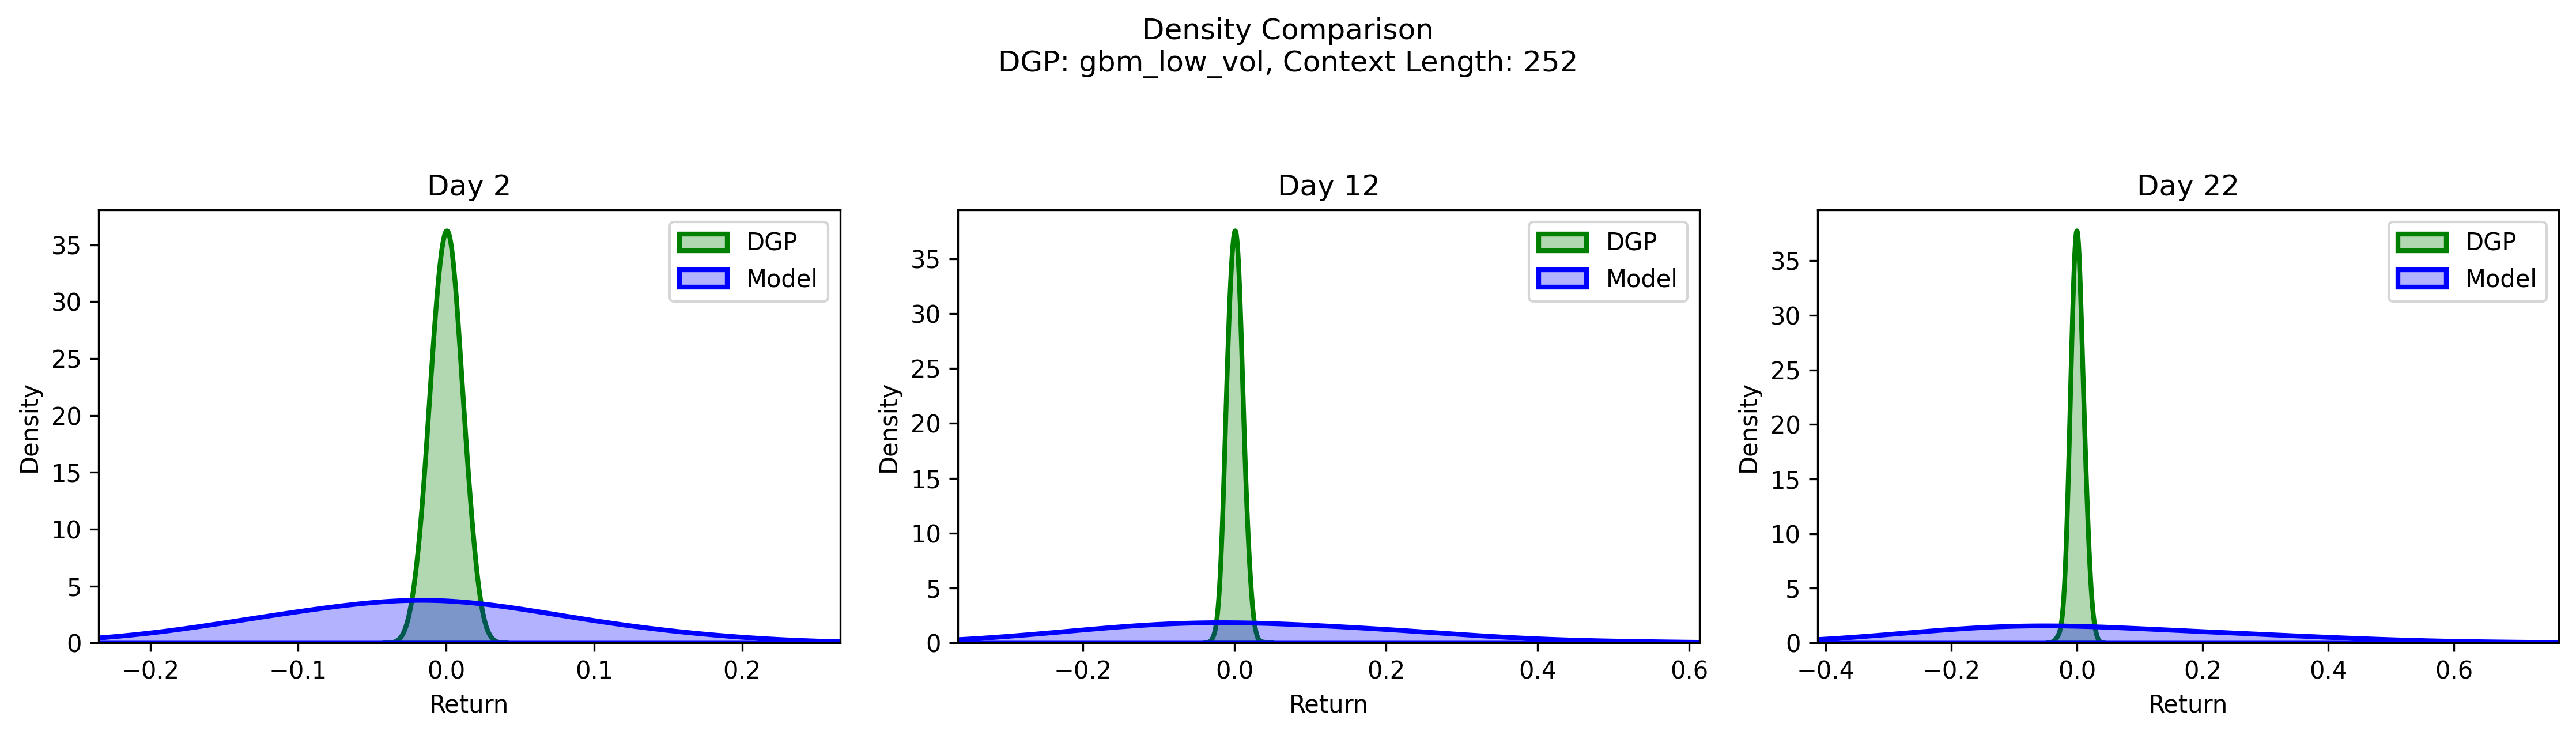 Density Comparison
DGP: gbm_low_vol, Context Length: 252
Day 2
35
30
25
20
15
10
5
0
Density
−0.2
−0.1
0.0
0.1
0.2
Return
DGP
Model
Day 12
35
30
25
20
15
10
5
0
Density
−0.2
0.0
0.2
0.4
0.6
Return
DGP
Model
Day 22
35
30
25
20
15
10
5
0
Density
−0.4
−0.2
0.0
0.2
0.4
0.6
Return
DGP
Model